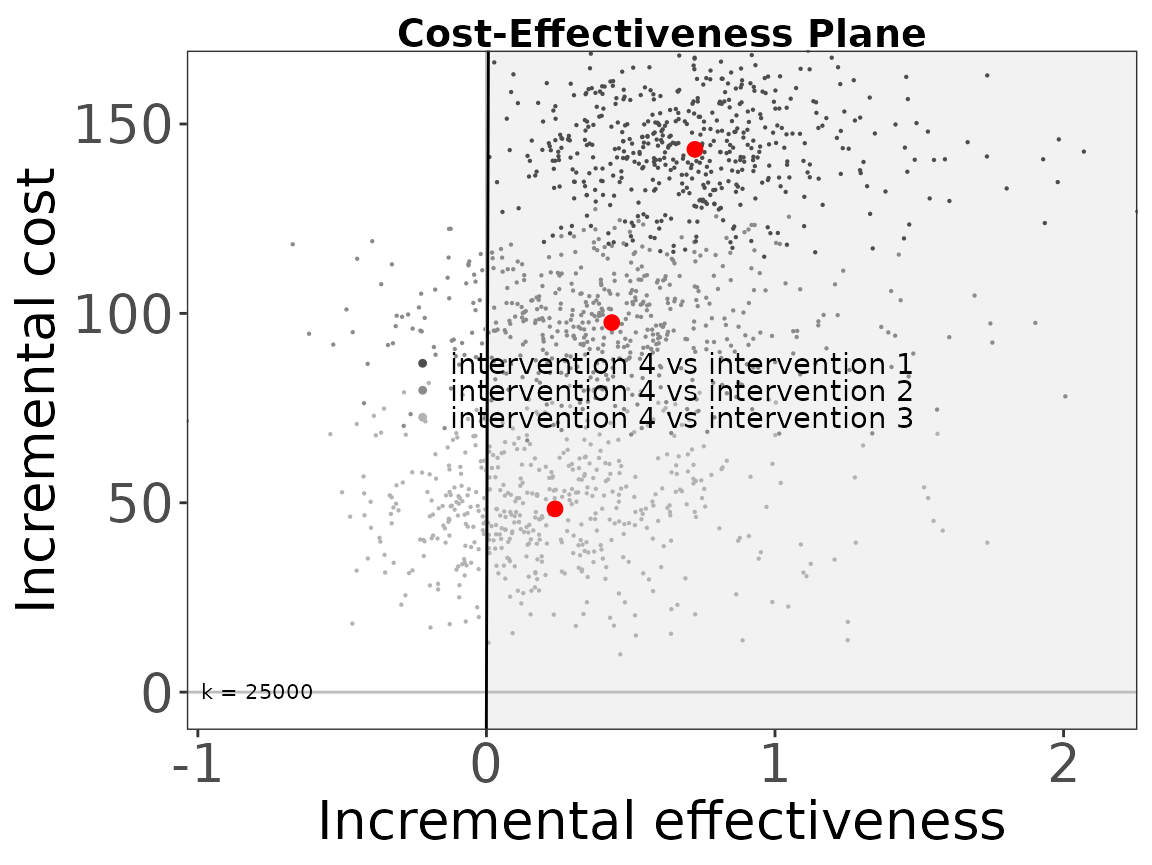 Cost-Effectiveness Plane
Incremental cost
150
100
50
0
intervention 4 vs intervention 1
intervention 4 vs intervention 2
intervention 4 vs intervention 3
k = 25000
-1
0
1
2
Incremental effectiveness